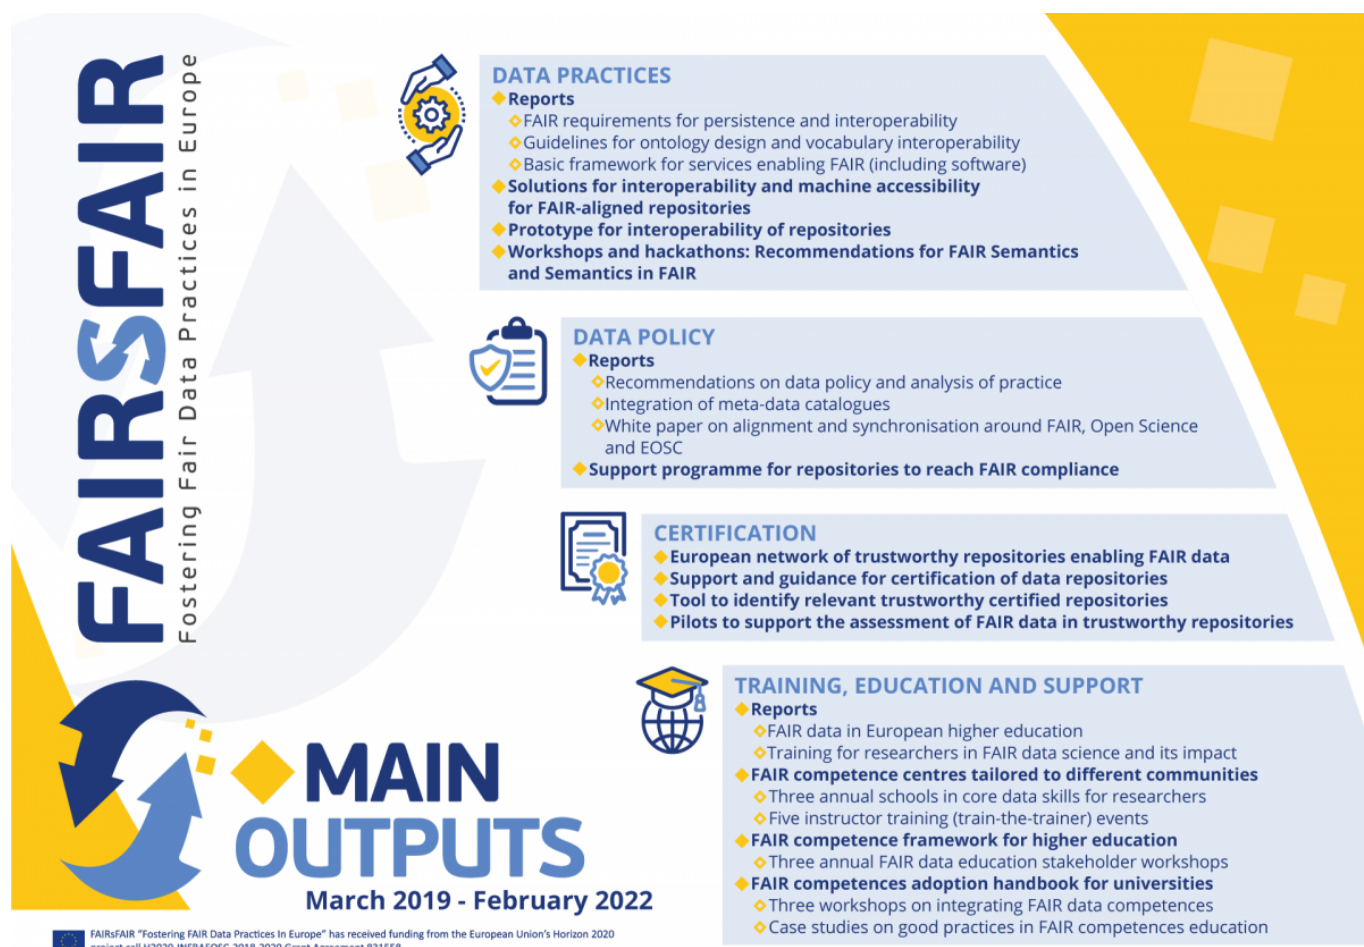 FAIRSFAIR
Fostering Fair Data Practices in Europe
DATA PRACTICES
Reports
FAIR requirements for persistence and interoperability
Guidelines for ontology design and vocabulary interoperability
Basic framework for services enabling FAIR (including software)
Solutions for interoperability and machine accessibility
for FAIR-aligned repositories
Prototype for interoperability of repositories
Workshops and hackathons: Recommendations for FAIR Semantics
and Semantics in FAIR
DATA POLICY
Reports
Recommendations on data policy and analysis of practice
Integration of meta-data catalogues
White paper on alignment and synchronisation around FAIR, Open Science
and EOSC
Support programme for repositories to reach FAIR compliance
CERTIFICATION
European network of trustworthy repositories enabling FAIR data
Support and guidance for certification of data repositories
Tool to identify relevant trustworthy certified repositories
Pilots to support the assessment of FAIR data in trustworthy repositories
TRAINING, EDUCATION AND SUPPORT
Reports
FAIR data in European higher education
Training for researchers in FAIR data science and its impact
FAIR competence centres tailored to different communities
Three annual schools in core data skills for researchers
Five instructor training (train-the-trainer) events
FAIR competence framework for higher education
Three annual FAIR data education stakeholder workshops
FAIR competences adoption handbook for universities
Three workshops on integrating FAIR data competences
Case studies on good practices in FAIR competences education
MAIN
OUTPUTS
March 2019 - February 2022
FAIRsFAIR "Fostering FAIR Data Practices In Europe" has received funding from the European Union's Horizon 2020
project call H2020-INFRAEOSC-2018-2020 Grant Agreement 831558